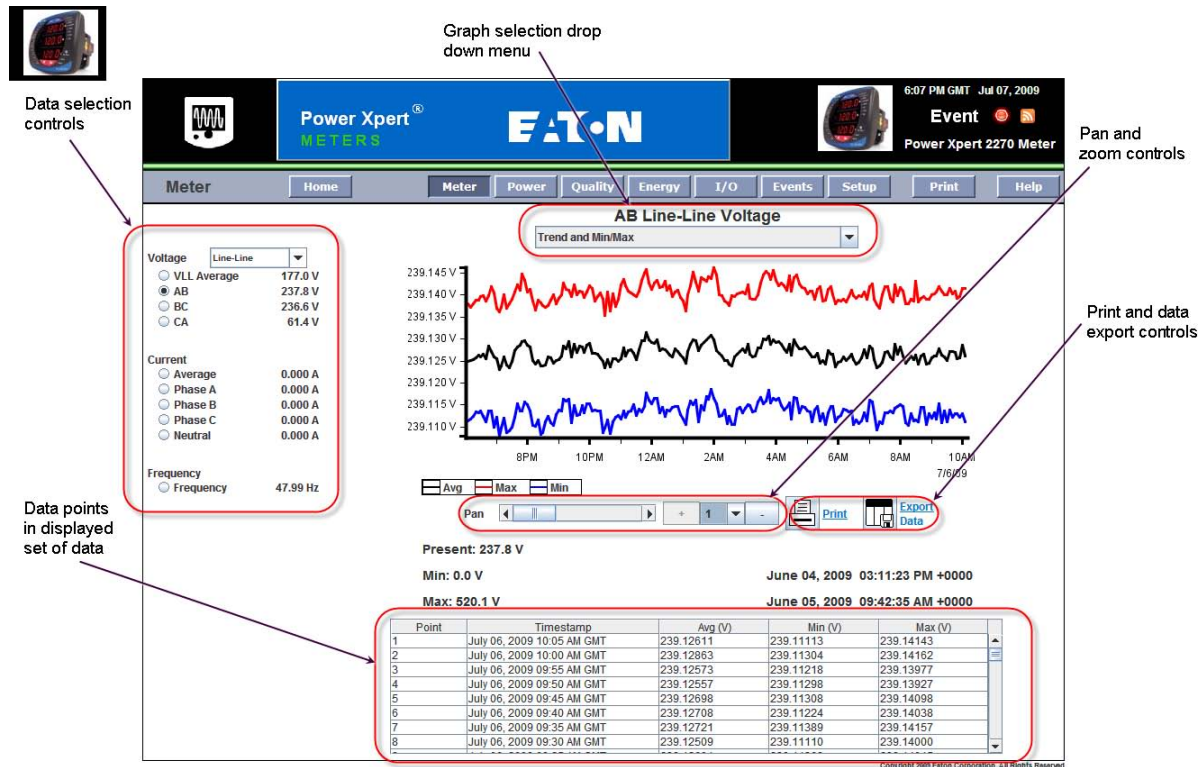 Graph selection drop
down menu
Data selection
controls
Power Xpert®
METERS
EATON
6:07 PM GMT Jul 07, 2009
Event
Power Xpert 2270 Meter
Pan and
zoom controls
Meter
Home
Meter
Power
Quality
Energy
I/O
Events
Setup
Print
Help
AB Line-Line Voltage
Trend and Min/Max
Voltage Line-Line
VLL Average 177.0 V
AB 237.8 V
BC 236.6 V
CA 61.4 V
Current
Average 0.000 A
Phase A 0.000 A
Phase B 0.000 A
Phase C 0.000 A
Neutral 0.000 A
Frequency
Frequency 47.99 Hz
239.145 V
239.140 V
239.135 V
239.130 V
239.125 V
239.120 V
239.115 V
239.110 V
8PM 10PM 12AM 2AM 4AM 6AM 8AM 10AM
7/6/09
Print and data
export controls
Avg Max Min
Pan + 1 - Print Export
Data
Data points
in displayed
set of data
Present: 237.8 V
Min: 0.0 V June 04, 2009 03:11:23 PM +0000
Max: 520.1 V June 05, 2009 09:42:35 AM +0000
Point Timestamp Avg (V) Min (V) Max (V)
1 July 06, 2009 10:05 AM GMT 239.12611 239.11113 239.14143
2 July 06, 2009 10:00 AM GMT 239.12863 239.11304 239.14162
3 July 06, 2009 09:55 AM GMT 239.12573 239.11218 239.13977
4 July 06, 2009 09:50 AM GMT 239.12557 239.11298 239.13927
5 July 06, 2009 09:45 AM GMT 239.12698 239.11308 239.14098
6 July 06, 2009 09:40 AM GMT 239.12708 239.11224 239.14038
7 July 06, 2009 09:35 AM GMT 239.12721 239.11389 239.14157
8 July 06, 2009 09:30 AM GMT 239.12509 239.11110 239.14000
Copyright 2009 Eaton Corporation. All Rights Reserved